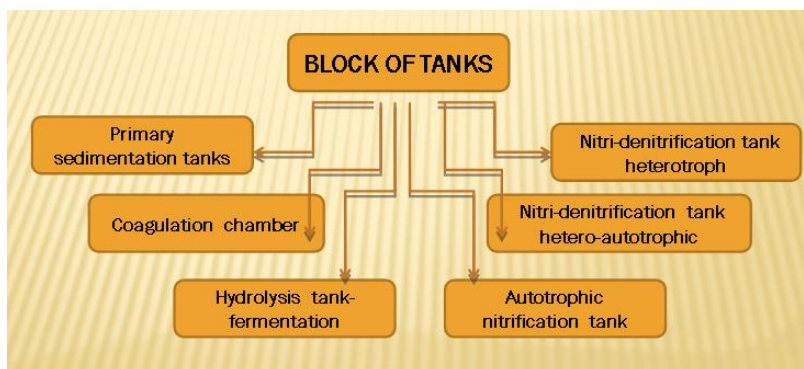 BLOCK OF TANKS
Primary
sedimentation tanks
Nitri-denitrification tank
heterotroph
Coagulation chamber
Nitri-denitrification tank
hetero-autotrophic
Hydrolysis tank-
fermentation
Autotrophic
nitrification tank